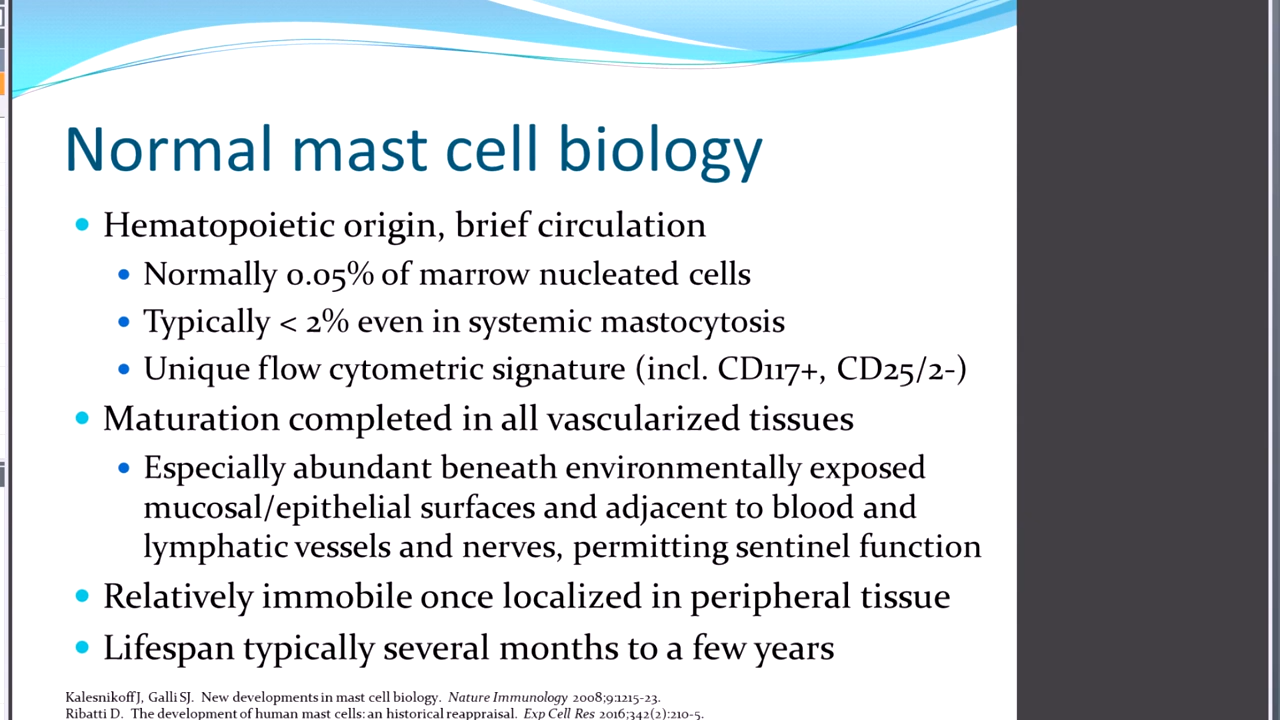 Normal mast cell biology
• Hematopoietic origin, brief circulation
• Normally 0.05% of marrow nucleated cells
• Typically < 2% even in systemic mastocytosis
• Unique flow cytometric signature (incl. CD117+, CD25/2-)
• Maturation completed in all vascularized tissues
• Especially abundant beneath environmentally exposed
mucosal/epithelial surfaces and adjacent to blood and
lymphatic vessels and nerves, permitting sentinel function
• Relatively immobile once localized in peripheral tissue
• Lifespan typically several months to a few years
Kalesnikoff J, Galli SJ. New developments in mast cell biology. Nature Immunology 2008;9:1215-23.
Ribatti D. The development of human mast cells: an historical reappraisal. Exp Cell Res 2016;342(2):210-5.